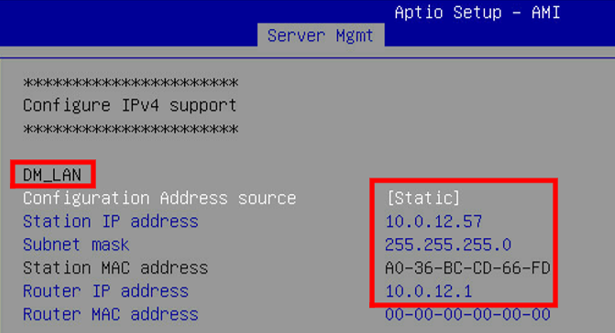 Aptio Setup – AMI
Server Mgmt
************************
Configure IPv4 support
************************
DM_LAN
Configuration Address source [Static]
Station IP address 10.0.12.57
Subnet mask 255.255.255.0
Station MAC address A0-36-BC-CD-66-FD
Router IP address 10.0.12.1
Router MAC address 00-00-00-00-00-00